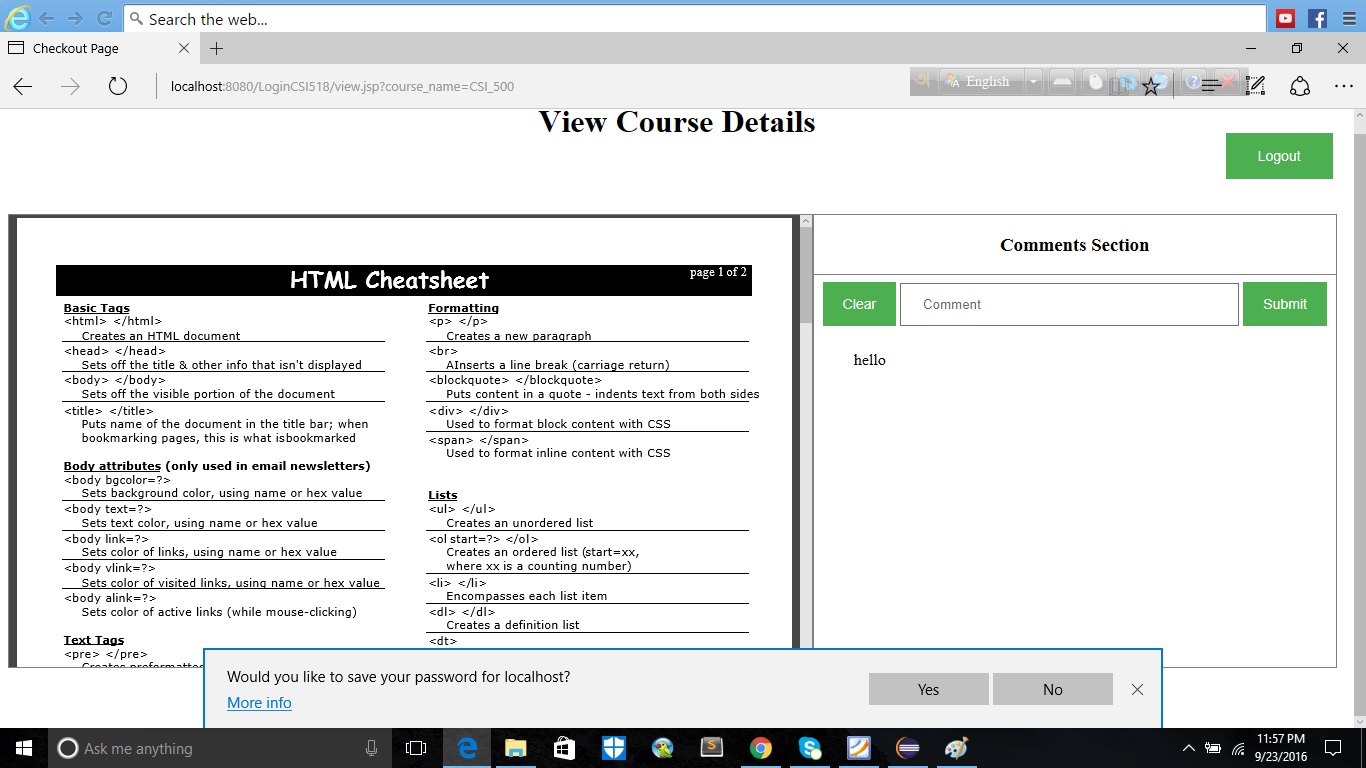 Search the web...
Checkout Page
localhost:8080/LoginCSI518/view.jsp?course_name=CSI_500
English
View Course Details
Logout
HTML Cheatsheet
page 1 of 2
Basic Tags
<html> </html>
Creates an HTML document
<head> </head>
Sets off the title & other info that isn't displayed
<body> </body>
Sets off the visible portion of the document
<title> </title>
Puts name of the document in the title bar; when
bookmarking pages, this is what isbookmarked
Body attributes (only used in email newsletters)
<body bgcolor=?>
Sets background color, using name or hex value
<body text=?>
Sets text color, using name or hex value
<body link=?>
Sets color of links, using name or hex value
<body vlink=?>
Sets color of visited links, using name or hex value
<body alink=?>
Sets color of active links (while mouse-clicking)
Text Tags
<pre> </pre>
Creates preformatted
Formatting
<p> </p>
Creates a new paragraph
<br>
AInserts a line break (carriage return)
<blockquote> </blockquote>
Puts content in a quote - indents text from both sides
<div> </div>
Used to format block content with CSS
<span> </span>
Used to format inline content with CSS
Lists
<ul> </ul>
Creates an unordered list
<ol start=?> </ol>
Creates an ordered list (start=xx,
where xx is a counting number)
<li> </li>
Encompasses each list item
<dl> </dl>
Creates a definition list
<dt>
Comments Section
Clear
Comment
Submit
hello
Would you like to save your password for localhost?
More info
Yes
No
Ask me anything
11:57 PM
9/23/2016